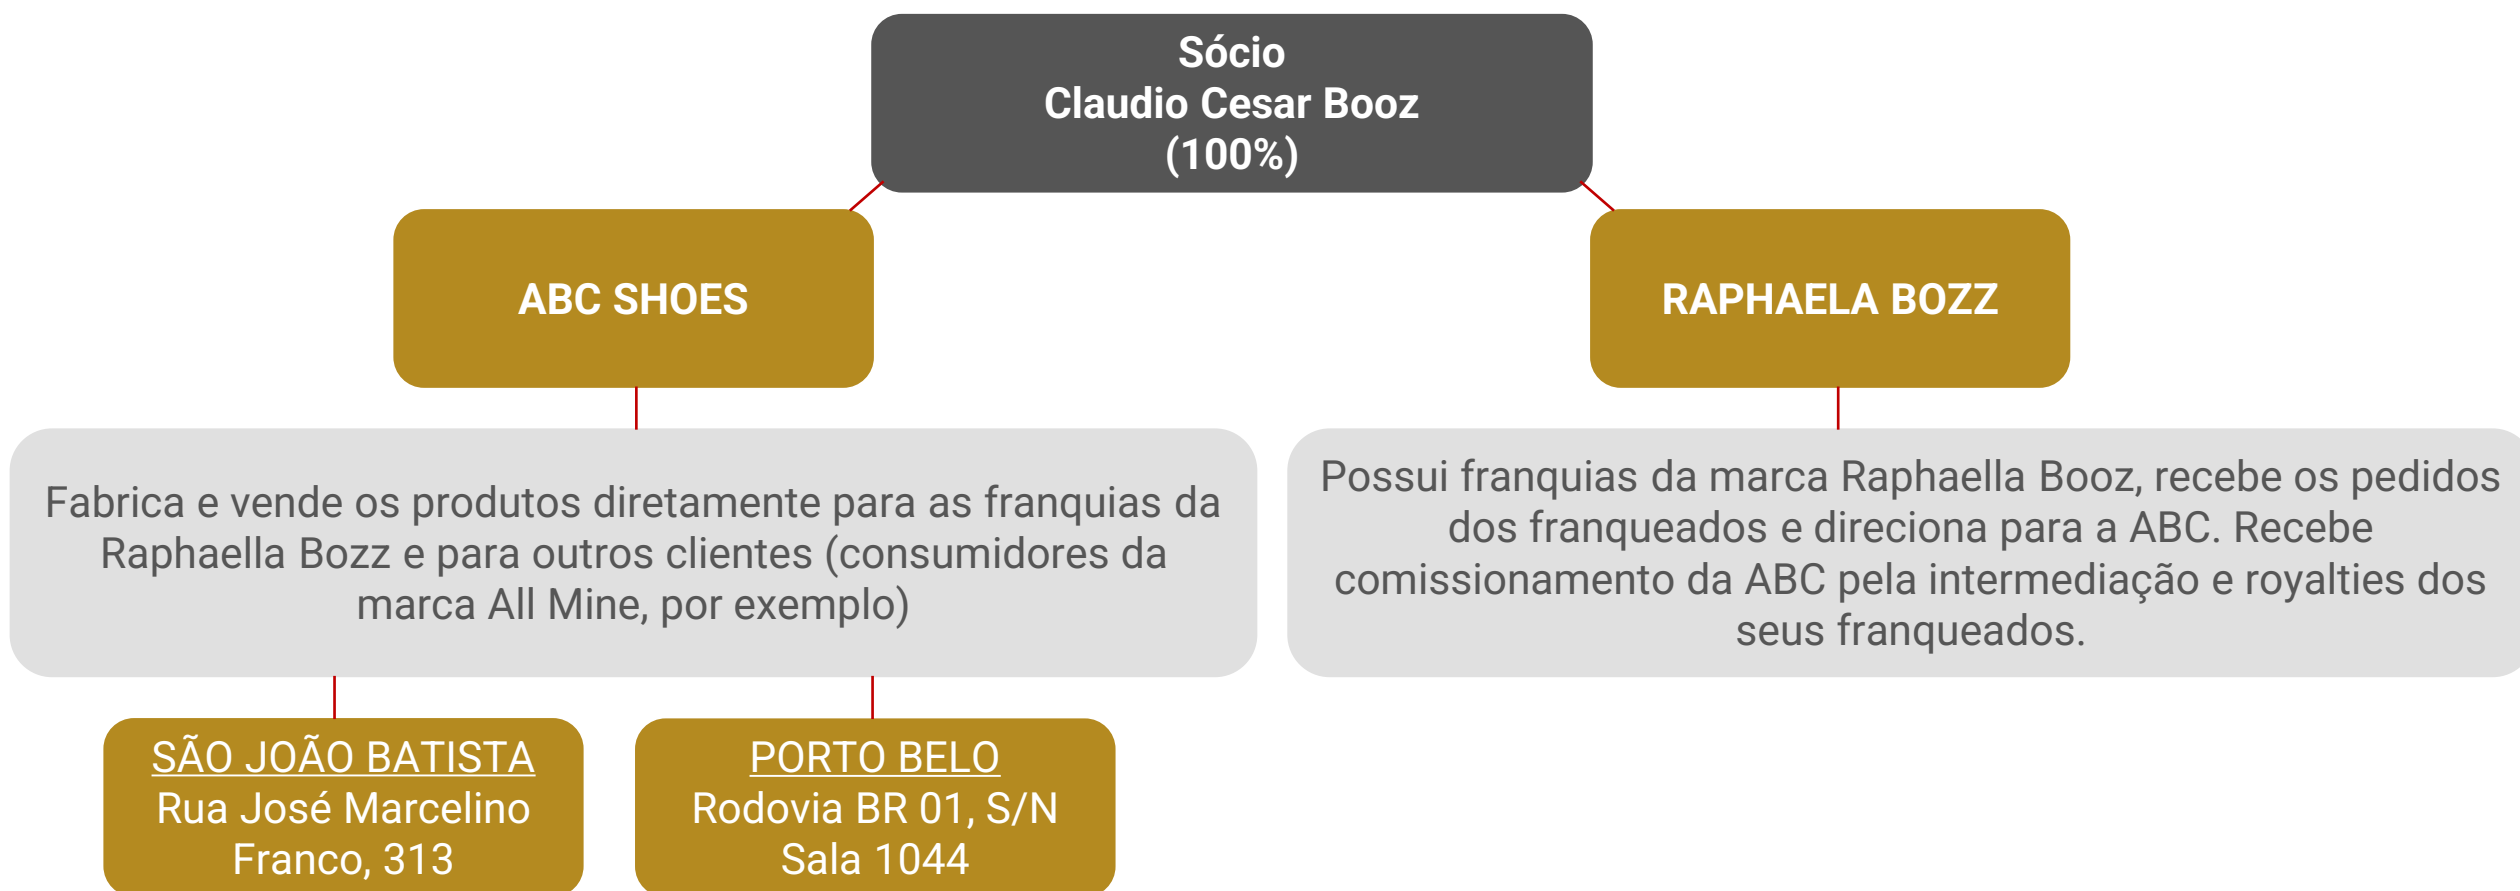 Sócio
Claudio Cesar Booz
(100%)
ABC SHOES
RAPHAELA BOZZ
Fabrica e vende os produtos diretamente para as franquias da
Raphaella Bozz e para outros clientes (consumidores da
marca All Mine, por exemplo)
Possui franquias da marca Raphaella Booz, recebe os pedidos
dos franqueados e direciona para a ABC. Recebe
comissionamento da ABC pela intermediação e royalties dos
seus franqueados.
SÃO JOÃO BATISTA
Rua José Marcelino
Franco, 313
PORTO BELO
Rodovia BR 01, S/N
Sala 1044